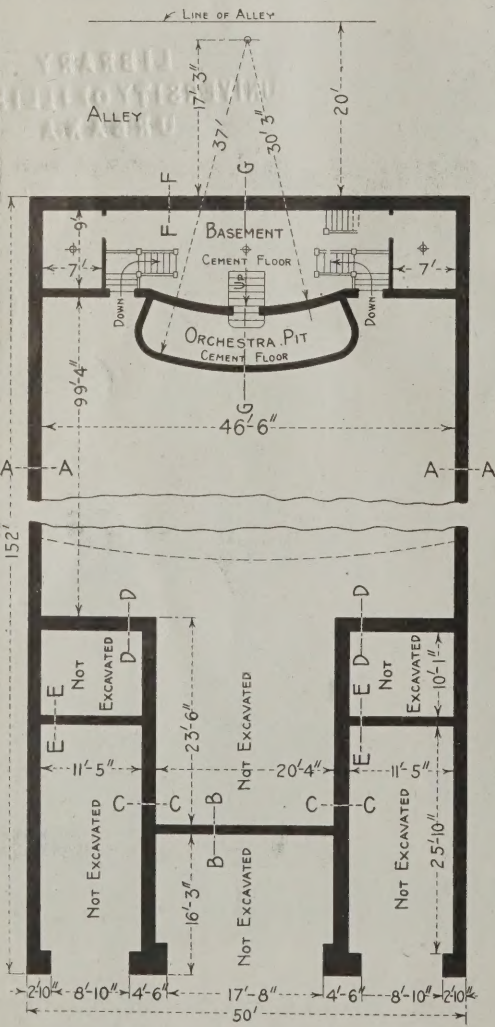 LINE OF ALLEY
ALLEY
17'-3"
37'
30'3"
20'
F
F
G
BASEMENT
CEMENT FLOOR
9'
7'
7'
UP
DOWN
DOWN
ORCHESTRA PIT
CEMENT FLOOR
G
99'-4"
46'-6"
A
A
A
A
152'
D
D
D
D
NOT
EXCAVATED
NOT
EXCAVATED
10'-1"
E
E
E
E
23'-6"
NOT EXCAVATED
11'-5"
20'-4"
11'-5"
C
C
B
B
C
C
NOT EXCAVATED
16'-3"
NOT EXCAVATED
NOT EXCAVATED
25'-10"
2'-10"
8'-10"
4'-6"
17'-8"
4'-6"
8'-10"
2'-10"
50'